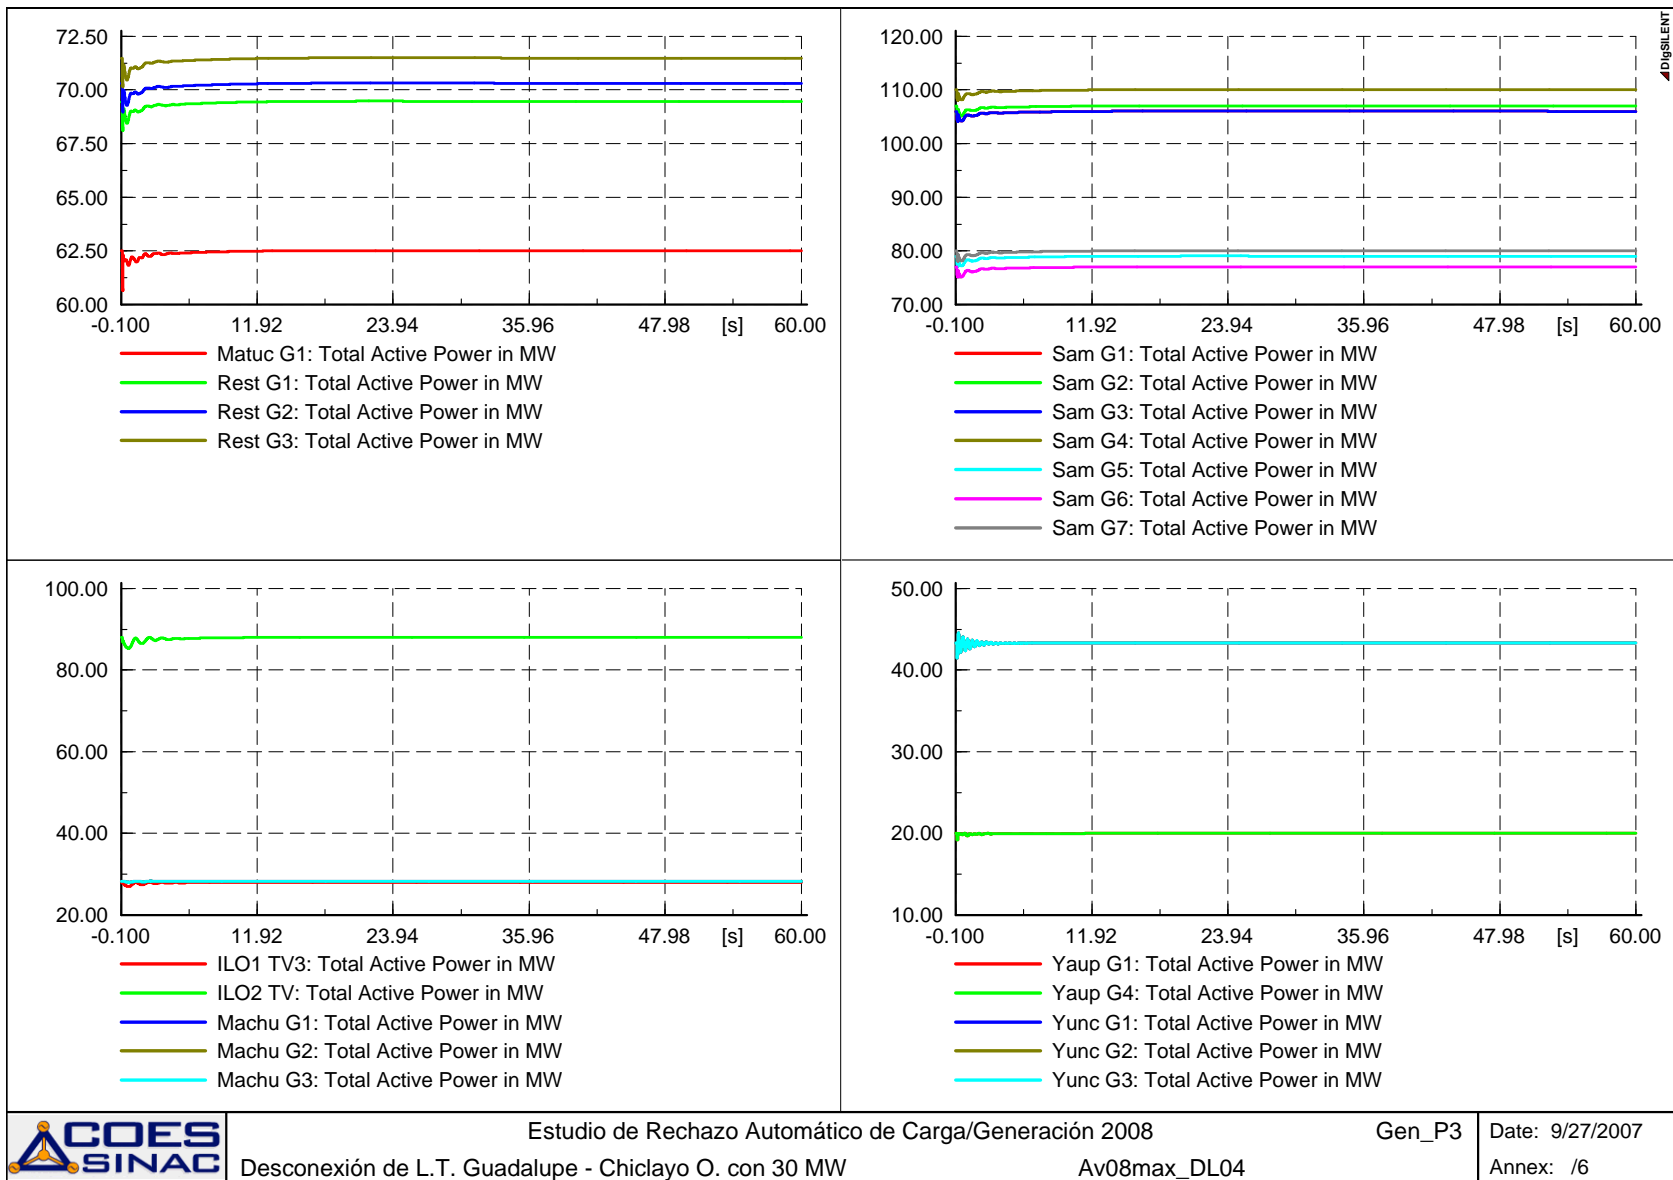 DIgSILENT
72.50
70.00
67.50
65.00
62.50
60.00
-0.100 11.92 23.94 35.96 47.98 [s] 60.00
Matuc G1: Total Active Power in MW
Rest G1: Total Active Power in MW
Rest G2: Total Active Power in MW
Rest G3: Total Active Power in MW
120.00
110.00
100.00
90.00
80.00
70.00
-0.100 11.92 23.94 35.96 47.98 [s] 60.00
Sam G1: Total Active Power in MW
Sam G2: Total Active Power in MW
Sam G3: Total Active Power in MW
Sam G4: Total Active Power in MW
Sam G5: Total Active Power in MW
Sam G6: Total Active Power in MW
Sam G7: Total Active Power in MW
100.00
80.00
60.00
40.00
20.00
-0.100 11.92 23.94 35.96 47.98 [s] 60.00
ILO1 TV3: Total Active Power in MW
ILO2 TV: Total Active Power in MW
Machu G1: Total Active Power in MW
Machu G2: Total Active Power in MW
Machu G3: Total Active Power in MW
50.00
40.00
30.00
20.00
10.00
-0.100 11.92 23.94 35.96 47.98 [s] 60.00
Yaup G1: Total Active Power in MW
Yaup G4: Total Active Power in MW
Yunc G1: Total Active Power in MW
Yunc G2: Total Active Power in MW
Yunc G3: Total Active Power in MW
COES
SINAC
Estudio de Rechazo Automático de Carga/Generación 2008 Gen_P3
Desconexión de L.T. Guadalupe - Chiclayo O. con 30 MW Av08max_DL04
Date: 9/27/2007
Annex: /6